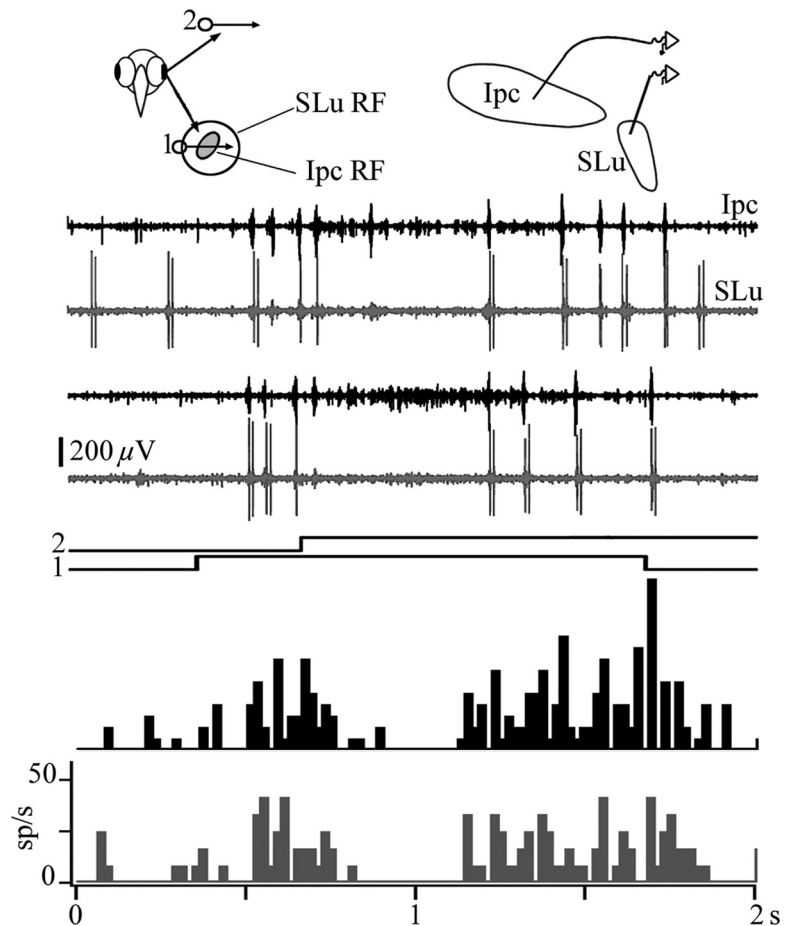 2
SLu RF
1
Ipc RF
Ipc
SLu
Ipc
SLu
200 μV
2
1
50
sp/s
0
0 1 2 s